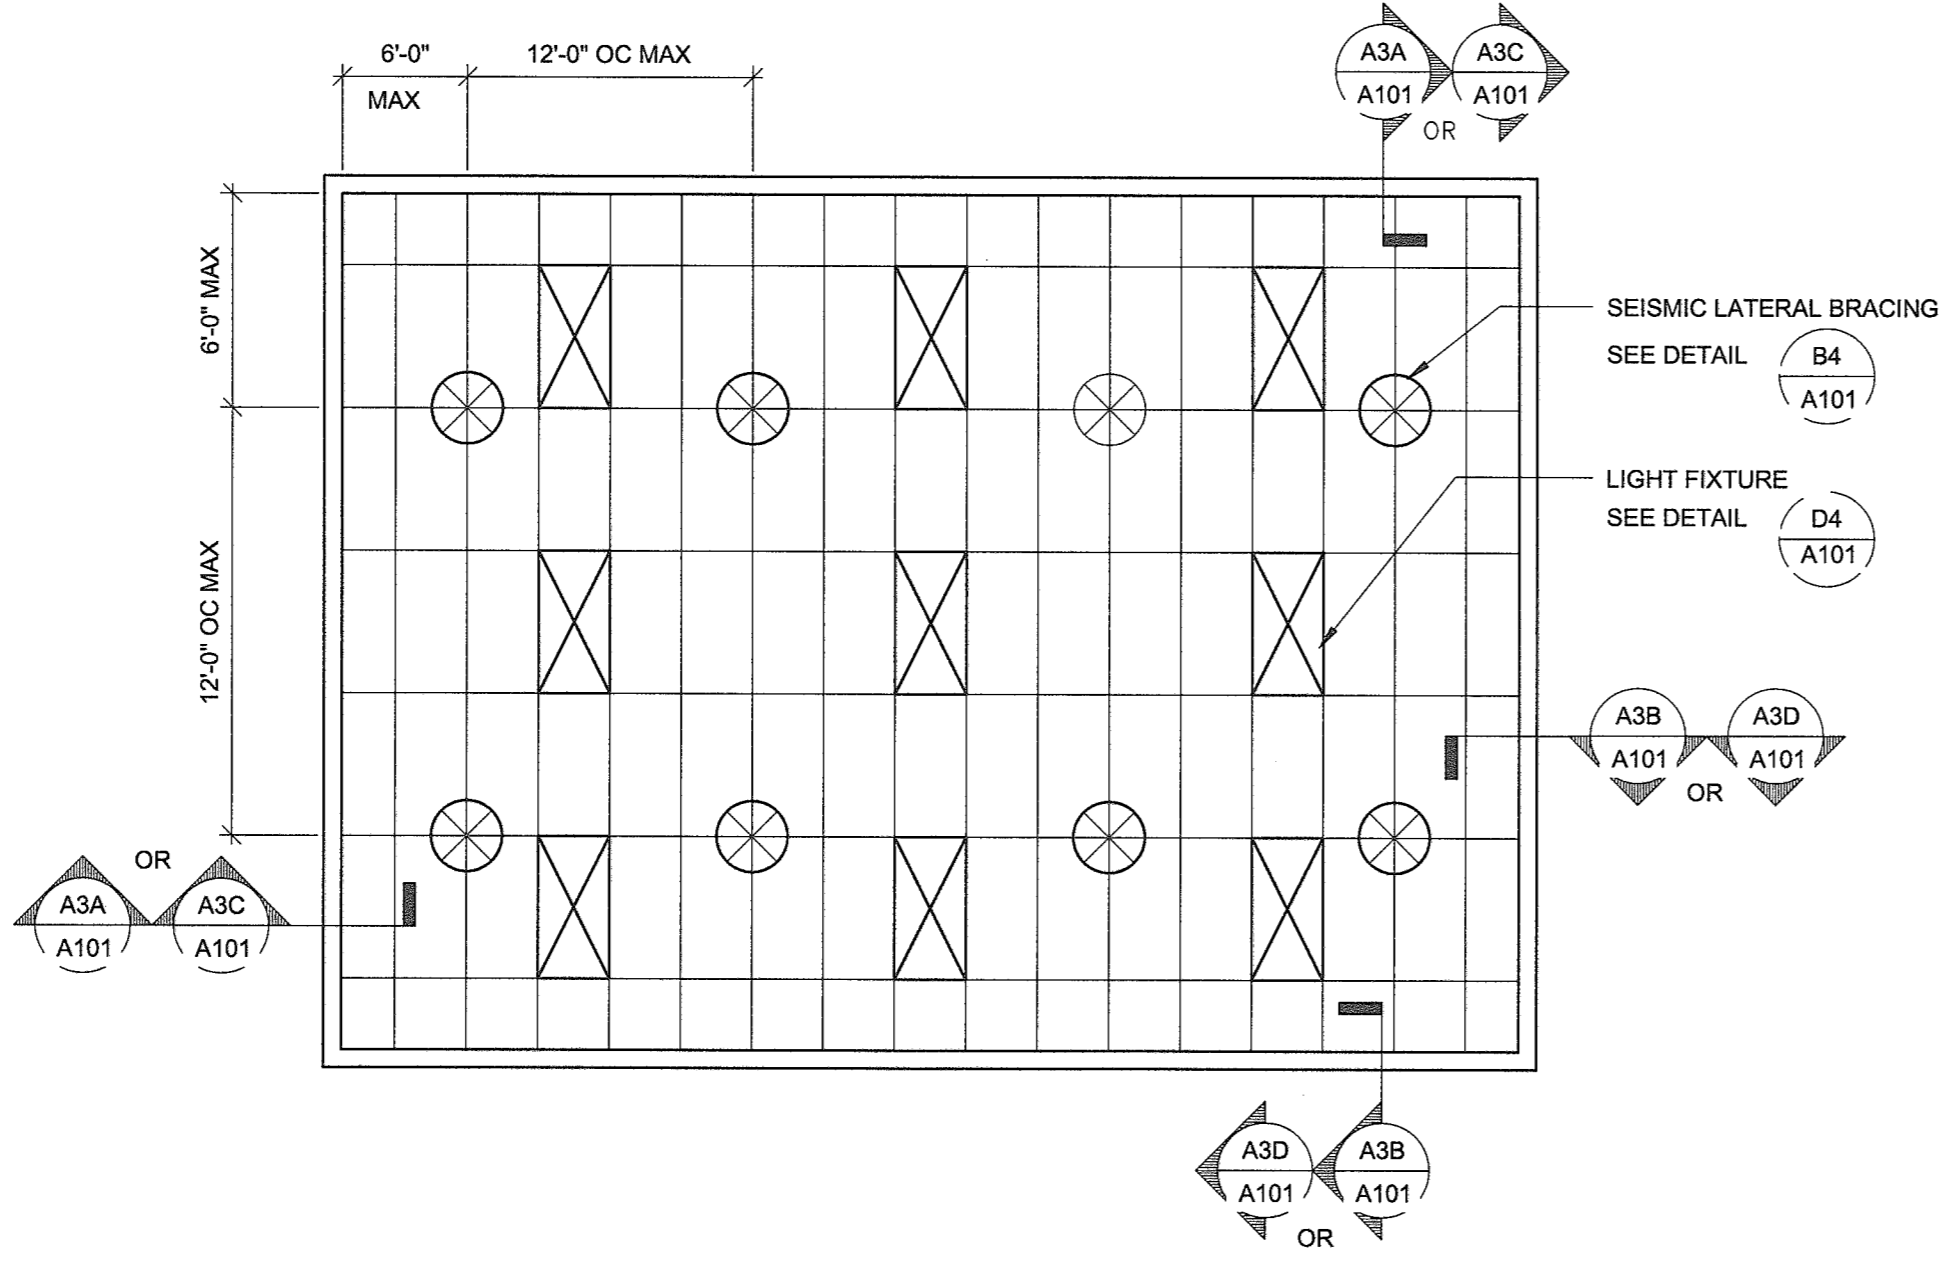 6'-0" 12'-0" OC MAX
MAX
A3A A3C
A101 A101
OR
6'-0" MAX
SEISMIC LATERAL BRACING
SEE DETAIL B4
A101
LIGHT FIXTURE
SEE DETAIL D4
A101
12'-0" OC MAX
A3B A3D
A101 A101
OR
OR
A3A A3C
A101 A101
A3D A3B
A101 A101
OR